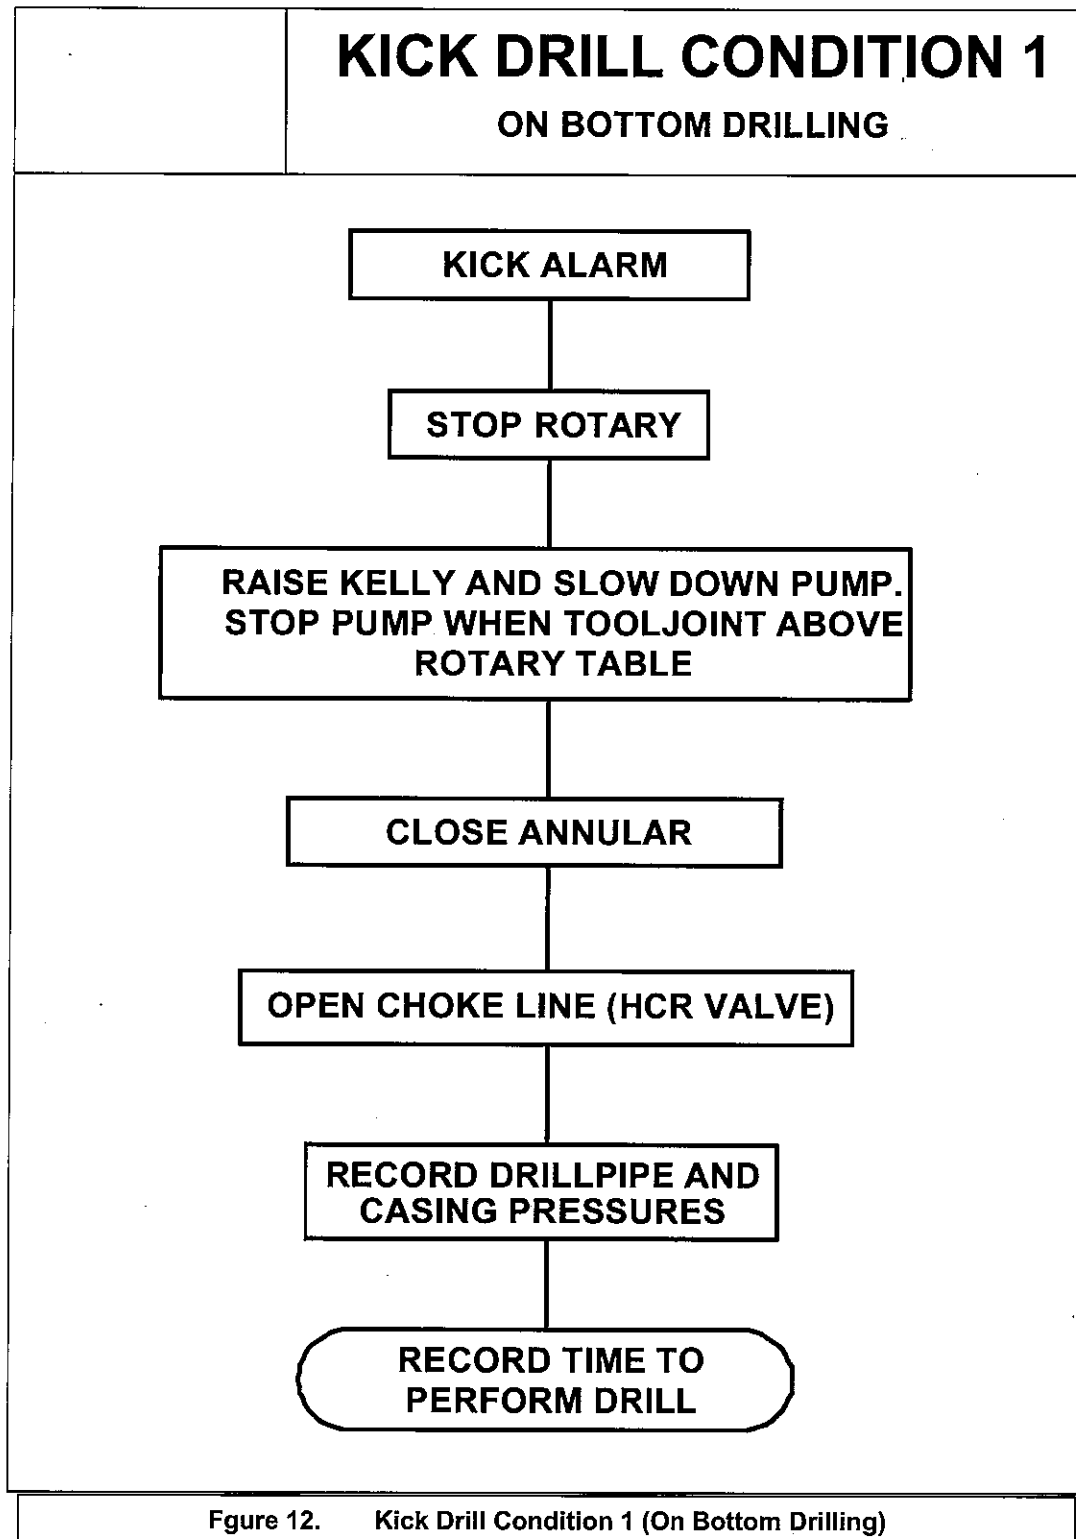 KICK DRILL CONDITION 1
ON BOTTOM DRILLING
KICK ALARM
STOP ROTARY
RAISE KELLY AND SLOW DOWN PUMP.
STOP PUMP WHEN TOOLJOINT ABOVE
ROTARY TABLE
CLOSE ANNULAR
OPEN CHOKE LINE (HCR VALVE)
RECORD DRILLPIPE AND
CASING PRESSURES
RECORD TIME TO
PERFORM DRILL
Fgure 12. Kick Drill Condition 1 (On Bottom Drilling)